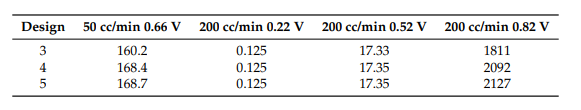 Design 50 cc/min 0.66 V 200 cc/min 0.22 V 200 cc/min 0.52 V 200 cc/min 0.82 V
3 160.2 0.125 17.33 1811
4 168.4 0.125 17.35 2092
5 168.7 0.125 17.35 2127